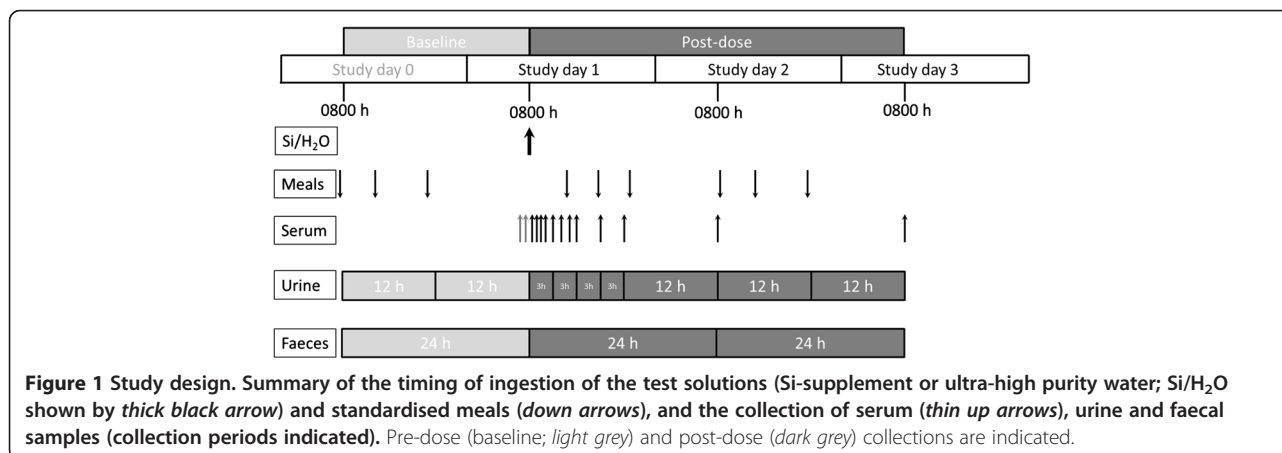 Baseline Post-dose
Study day 0 Study day 1 Study day 2 Study day 3
0800 h 0800 h 0800 h 0800 h
Si/H₂O
Meals
Serum
Urine 12 h 12 h 3h 3h 3h 3h 12 h 12 h 12 h
Faeces 24 h 24 h 24 h
Figure 1 Study design. Summary of the timing of ingestion of the test solutions (Si-supplement or ultra-high purity water; Si/H₂O
shown by thick black arrow) and standardised meals (down arrows), and the collection of serum (thin up arrows), urine and faecal
samples (collection periods indicated). Pre-dose (baseline; light grey) and post-dose (dark grey) collections are indicated.